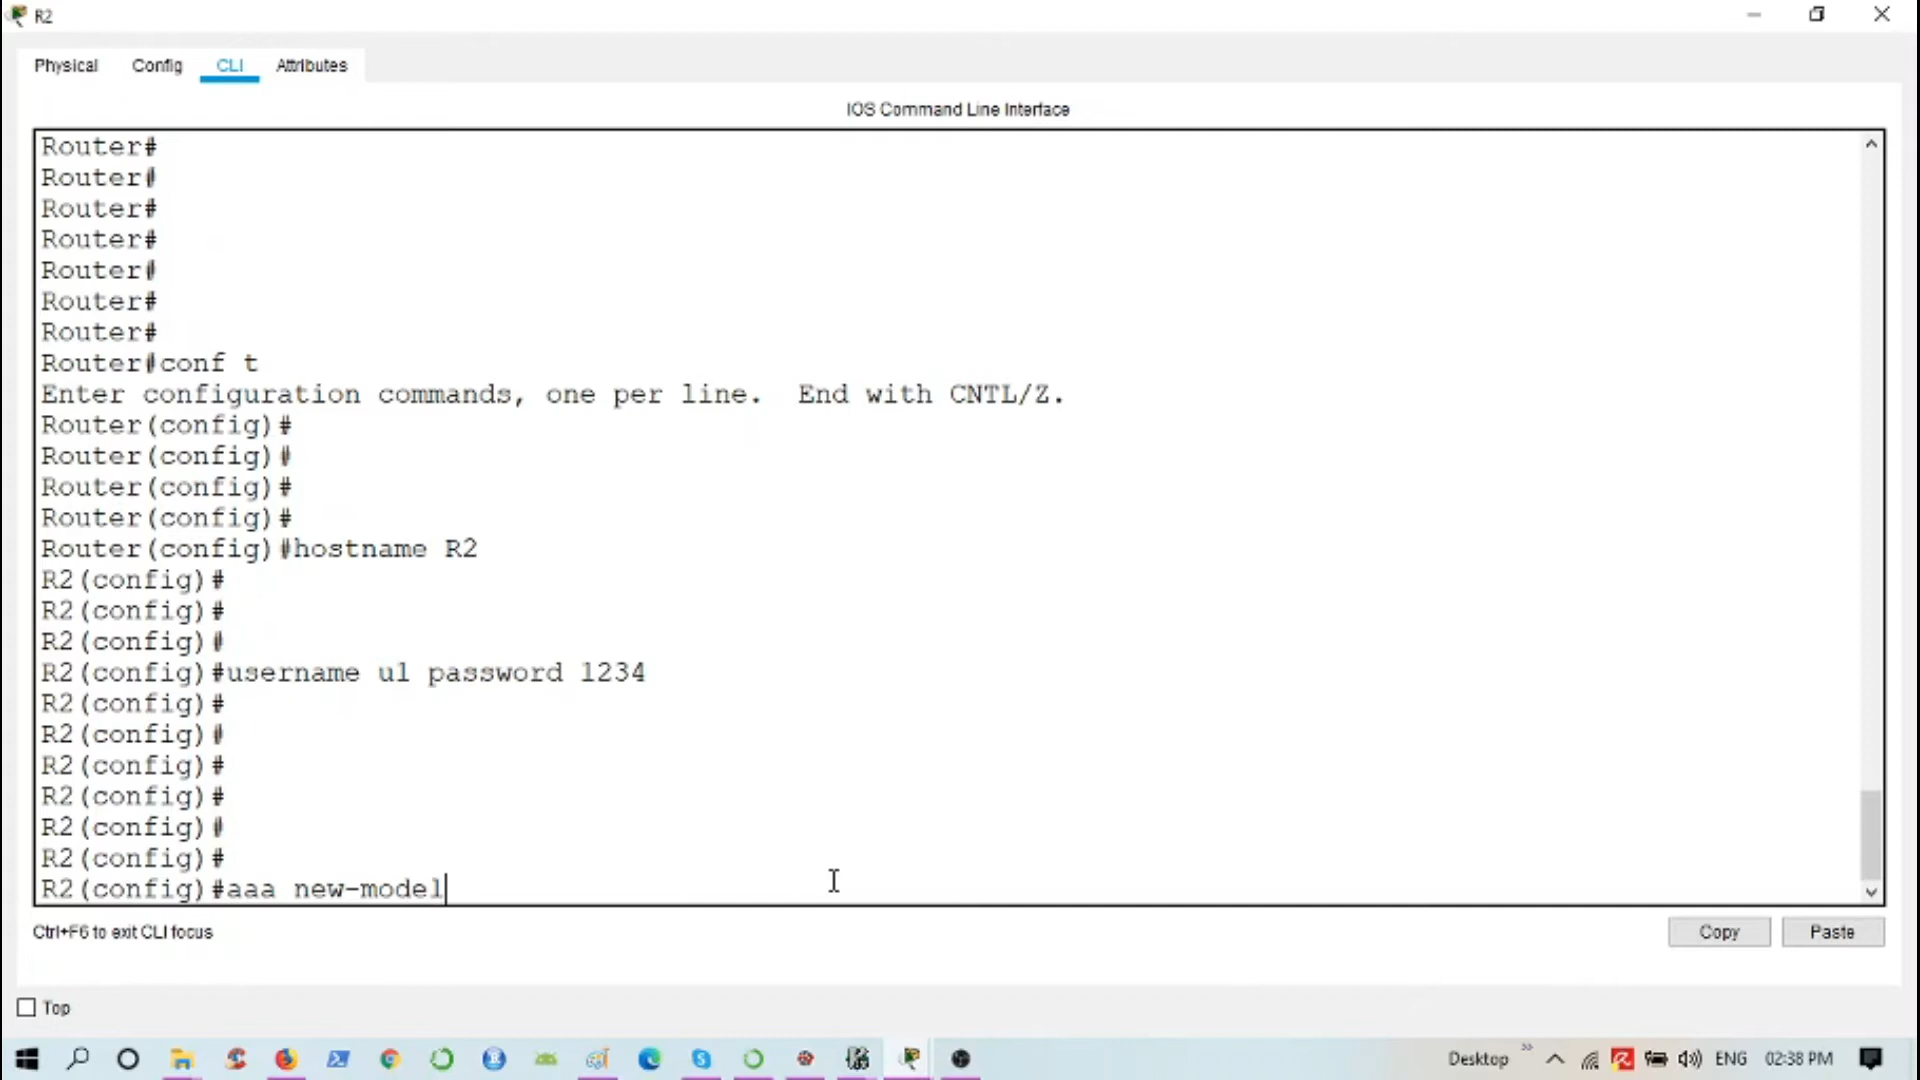 R2
Physical Config CLI Attributes
IOS Command Line Interface
Router#
Router#
Router#
Router#
Router#
Router#
Router#
Router#conf t
Enter configuration commands, one per line.  End with CNTL/Z.
Router(config)#
Router(config)#
Router(config)#
Router(config)#
Router(config)#hostname R2
R2(config)#
R2(config)#
R2(config)#
R2(config)#username u1 password 1234
R2(config)#
R2(config)#
R2(config)#
R2(config)#
R2(config)#
R2(config)#
R2(config)#aaa new-model
Ctrl+F6 to exit CLI focus
Copy Paste
Top
Desktop ENG 02:38 PM